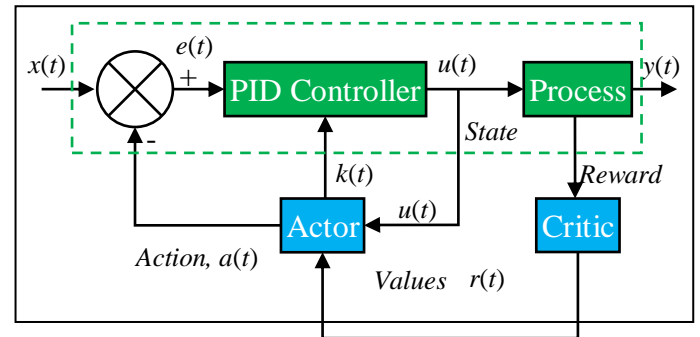 e(t)
x(t)
u(t)
y(t)
+
PID Controller
Process
-
State
k(t)
Reward
Actor
u(t)
Critic
Action, a(t)
Values r(t)